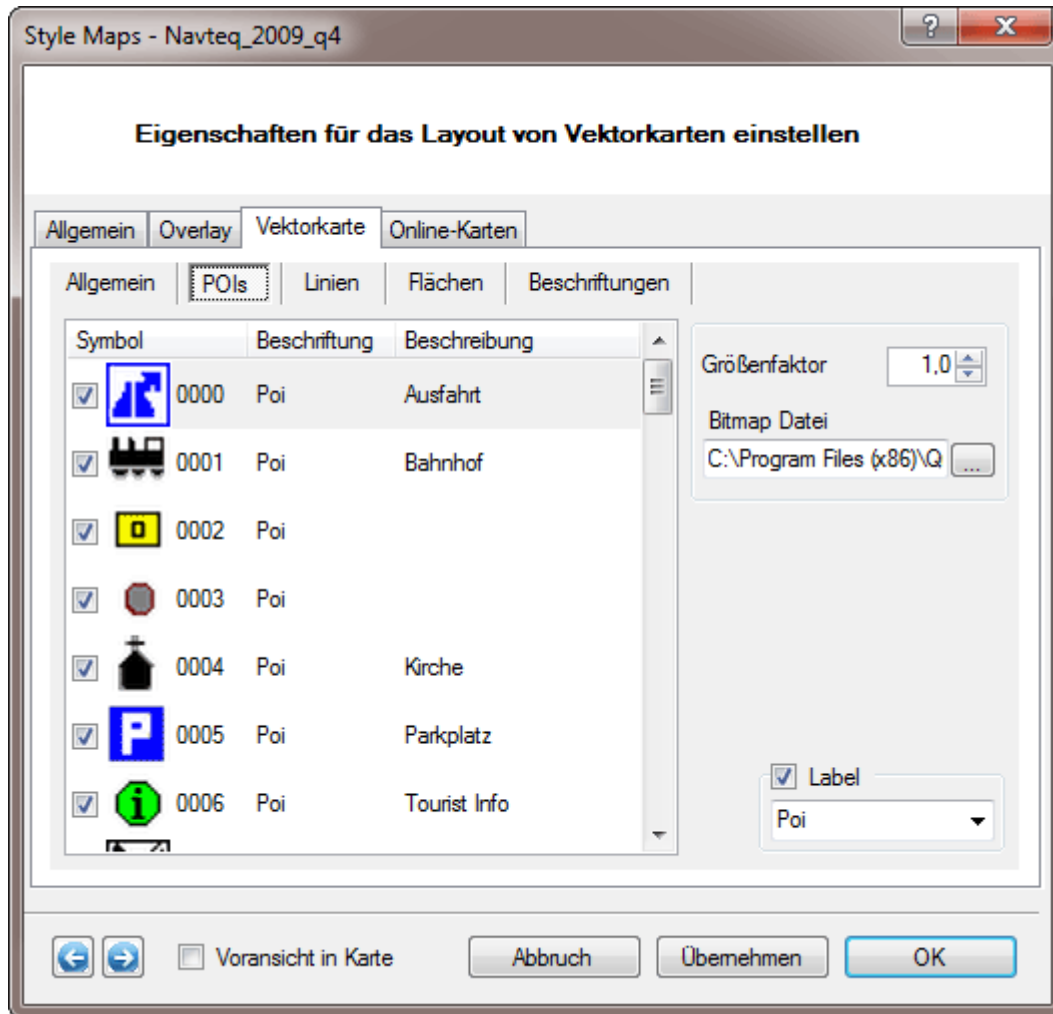 Style Maps - Navteq_2009_q4
Eigenschaften für das Layout von Vektorkarten einstellen
Allgemein Overlay Vektorkarte Online-Karten
Allgemein POIs Linien Flächen Beschriftungen
Symbol Beschriftung Beschreibung
0000 Poi Ausfahrt
0001 Poi Bahnhof
0002 Poi
0003 Poi
0004 Poi Kirche
P 0005 Poi Parkplatz
i 0006 Poi Tourist Info
Größenfaktor 1,0
Bitmap Datei
C:\Program Files (x86)\Q ...
Label
Poi
Voransicht in Karte Abbruch Übernehmen OK